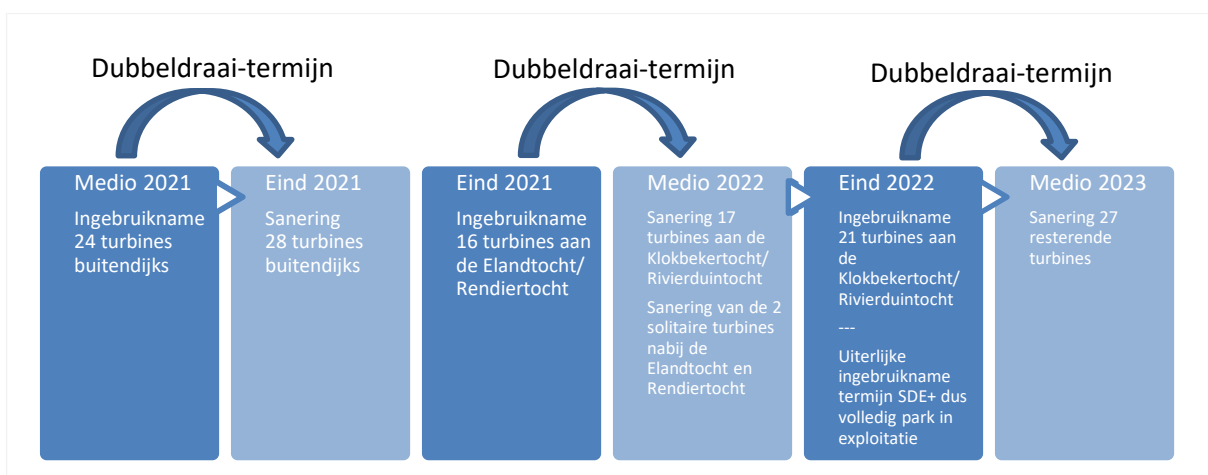 Dubbeldraai-termijn
Dubbeldraai-termijn
Dubbeldraai-termijn
Medio 2021
Ingebruikname
24 turbines
buitendijks
Eind 2021
Sanering
28 turbines
buitendijks
Eind 2021
Ingebruikname
16 turbines aan
de Elandtocht/
Rendiertocht
Medio 2022
Sanering 17
turbines aan de
Klokbekertocht/
Rivierduintocht
Sanering van de 2
solitaire turbines
nabij de
Elandtocht en
Rendiertocht
Eind 2022
Ingebruikname
21 turbines aan
de
Klokbekertocht/
Rivierduintocht
---
Uiterlijke
ingebruikname
termijn SDE+ dus
volledig park in
exploitatie
Medio 2023
Sanering 27
resterende
turbines